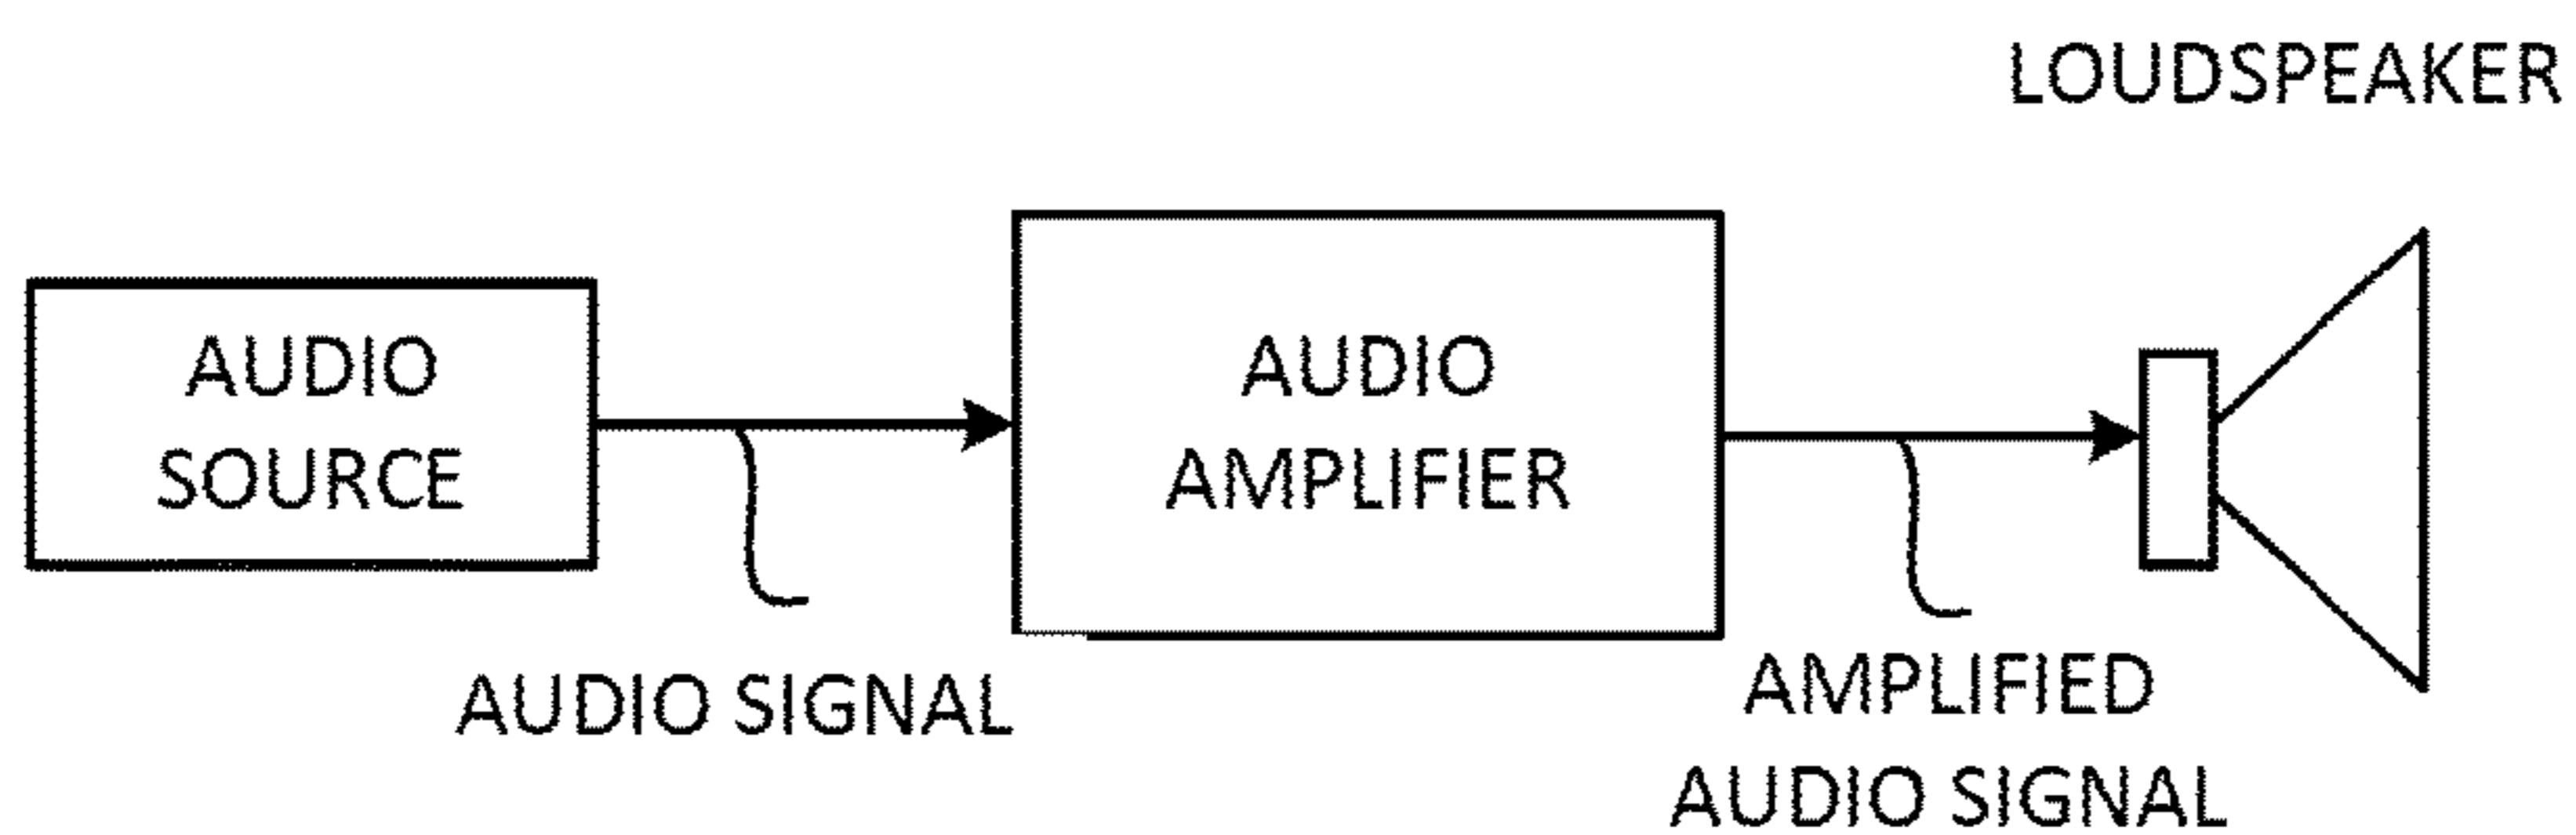 LOUDSPEAKER
AUDIO
SOURCE
AUDIO
AMPLIFIER
AUDIO SIGNAL
AMPLIFIED
AUDIO SIGNAL